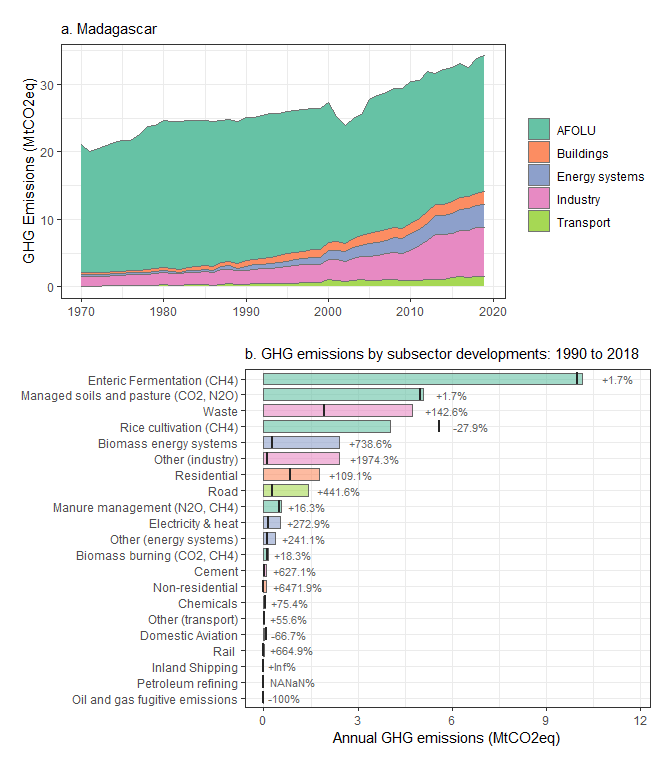 a. Madagascar
GHG Emissions (MtCO2eq)
30
20
10
0
1970
1980
1990
2000
2010
2020
AFOLU
Buildings
Energy systems
Industry
Transport
b. GHG emissions by subsector developments: 1990 to 2018
Enteric Fermentation (CH4) +1.7%
Managed soils and pasture (CO2, N2O) +1.7%
Waste +142.6%
Rice cultivation (CH4) -27.9%
Biomass energy systems +738.6%
Other (industry) +1974.3%
Residential +109.1%
Road +441.6%
Manure management (N2O, CH4) +16.3%
Electricity & heat +272.9%
Other (energy systems) +241.1%
Biomass burning (CO2, CH4) +18.3%
Cement +627.1%
Non-residential +6471.9%
Chemicals +75.4%
Other (transport) +55.6%
Domestic Aviation -66.7%
Rail +664.9%
Inland Shipping +Inf%
Petroleum refining NANaN%
Oil and gas fugitive emissions -100%
0 3 6 9 12
Annual GHG emissions (MtCO2eq)